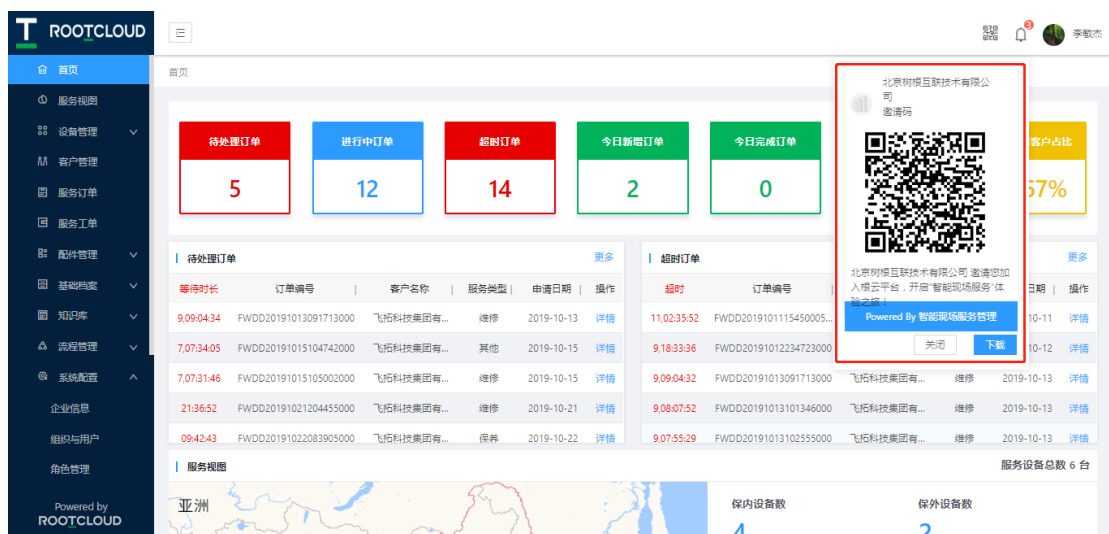 ROOTCLOUD
3
李敏杰
首页
服务视图
设备管理
客户管理
服务订单
服务工单
配件管理
基础档案
知识库
流程管理
系统配置
企业信息
组织与用户
角色管理
Powered by
ROOTCLOUD
首页
待处理订单
5
进行中订单
12
超时订单
14
今日新增订单
2
今日完成订单
0
客户占比
67%
北京树根互联技术有限公
司
邀请码
北京树根互联技术有限公司 邀请您加
入根云平台，开启“智能现场服务”体
验之旅！
Powered By 智能现场服务管理
关闭 下载
待处理订单 更多
等待时长 订单编号 客户名称 服务类型 申请日期 操作
9,09:04:34 FWDD20191013091713000 飞拓科技集团有... 维修 2019-10-13 详情
7,07:34:05 FWDD20191015104742000 飞拓科技集团有... 其他 2019-10-15 详情
7,07:31:46 FWDD20191015105002000 飞拓科技集团有... 维修 2019-10-15 详情
21:36:52 FWDD20191021204455000 飞拓科技集团有... 维修 2019-10-21 详情
09:42:43 FWDD20191022083905000 飞拓科技集团有... 保养 2019-10-22 详情
超时订单 更多
超时 订单编号 日期 操作
11,02:35:52 FWDD2019101115450005... 10-11 详情
9,18:33:36 FWDD20191012234723000 10-12 详情
9,09:04:32 FWDD20191013091713000 飞拓科技集团有... 维修 2019-10-13 详情
9,08:07:52 FWDD20191013101346000 飞拓科技集团有... 维修 2019-10-13 详情
9,07:55:29 FWDD20191013102555000 飞拓科技集团有... 维修 2019-10-13 详情
服务视图 服务设备总数 6 台
亚洲
保内设备数
4
保外设备数
2